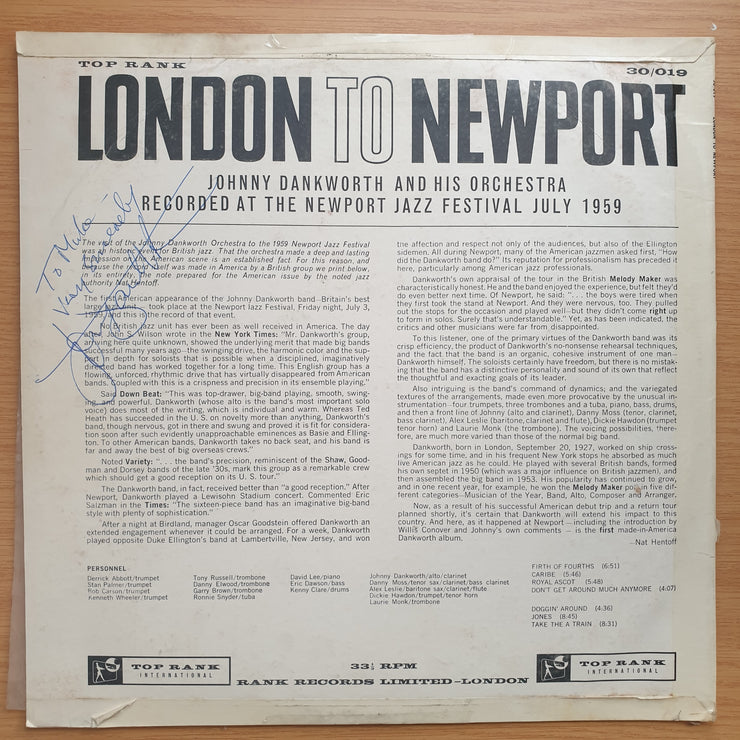 TOP RANK
30/019
LONDON TO NEWPORT
JOHNNY DANKWORTH AND HIS ORCHESTRA
RECORDED AT THE NEWPORT JAZZ FESTIVAL JULY 1959
To Mike
Very Sincerely
The visit of the Johnny Dankworth Orchestra to the 1959 Newport Jazz Festival
was an historic event for British jazz. That the orchestra made a deep and lasting
impression on the American scene is an established fact. For this reason, and
because the record itself was made in America by a British group we print below,
in its entirety, the note prepared for the American issue by the noted jazz
authority Nat Hentoff.
The first American appearance of the Johnny Dankworth band—Britain's best
large unit— took place at the Newport Jazz Festival, Friday night, July 3,
1959, and this is the record of that event.
No British jazz unit has ever been as well received in America. The day
after, John S. Wilson wrote in the New York Times: "Mr. Dankworth's group,
arriving here quite unknown, showed the underlying merit that made big bands
successful many years ago—the swinging drive, the harmonic color and the sup-
port in depth for soloists that is possible when a disciplined, imaginatively
directed band has worked together for a long time. This English group has a
flowing, unforced, rhythmic drive that has virtually disappeared from American
bands. Coupled with this is a crispness and precision in its ensemble playing."
Said Down Beat: "This was top-drawer, big-band playing, smooth, swing-
ing, and powerful. Dankworth (whose alto is the band's most important solo
voice) does most of the writing, which is individual and warm. Whereas Ted
Heath has succeeded in the U. S. on novelty more than anything, Dankworth's
band, though nervous, got in there and swung and proved it is fit for considera-
tion soon after such evidently unapproachable eminences as Basie and Elling-
ton. To other American bands, Dankworth takes no back seat, and his band is
far and away the best of big overseas crews."
Noted Variety: ". . . the band's precision, reminiscent of the Shaw, Good-
man and Dorsey bands of the late '30s, mark this group as a remarkable crew
which should get a good reception on its U. S. tour."
The Dankworth band, in fact, received better than "a good reception." After
Newport, Dankworth played a Lewisohn Stadium concert. Commented Eric
Salzman in the Times: "The sixteen-piece band has an imaginative big-band
style with plenty of sophistication."
After a night at Birdland, manager Oscar Goodstein offered Dankworth an
extended engagement whenever it could be arranged. For a week, Dankworth
played opposite Duke Ellington's band at Lambertville, New Jersey, and won
the affection and respect not only of the audiences, but also of the Ellington
sidemen. All during Newport, many of the American jazzmen asked first, "How
did the Dankworth band do?" Its reputation for professionalism has preceded it
here, particularly among American jazz professionals.
Dankworth's own appraisal of the tour in the British Melody Maker was
characteristically honest. He and the band enjoyed the experience, but felt they'd
do even better next time. Of Newport, he said: ". . . the boys were tired when
they first took the stand at Newport. And they were nervous, too. They pulled
out the stops for the occasion and played well—but they didn't come right up
to form in solos. Surely that's understandable." Yet, as has been indicated, the
critics and other musicians were far from disappointed.
To this listener, one of the primary virtues of the Dankworth band was its
crisp efficiency, the product of Dankworth's no-nonsense rehearsal techniques,
and the fact that the band is an organic, cohesive instrument of one man—
Dankworth himself. The soloists certainly have freedom, but there is no mistak-
ing that the band has a distinctive personality and sound of its own that reflect
the thoughtful and exacting goals of its leader.
Also intriguing is the band's command of dynamics; and the variegated
textures of the arrangements, made even more provocative by the unusual in-
strumentation—four trumpets, three trombones and a tuba, piano, bass, drums,
and then a front line of Johnny (alto and clarinet), Danny Moss (tenor, clarinet,
bass clarinet), Alex Leslie (baritone, clarinet and flute), Dickie Hawdon (trumpet
tenor horn) and Laurie Monk (the trombone). The voicing possibilities, there-
fore, are much more varied than those of the normal big band.
Dankworth, born in London, September 20, 1927, worked on ship cross-
ings for some time, and in his frequent New York stops he absorbed as much
live American jazz as he could. He played with several British bands, formed
his own septet in 1950 (which was a major influence on British jazzmen), and
then assembled the big band in 1953. His popularity has continued to grow,
and in one recent year, for example, he won the Melody Maker poll in five dif-
ferent categories—Musician of the Year, Band, Alto, Composer and Arranger.
Now, as a result of his successful American debut trip and a return tour
planned shortly, it's certain that Dankworth will extend his impact to this
country. And here, as it happened at Newport — including the introduction by
Willis Conover and Johnny's own comments — is the first made-in-America
Dankworth album.
—Nat Hentoff
PERSONNEL
Derrick Abbott/trumpet
Stan Palmer/trumpet
Bob Carson/trumpet
Kenneth Wheeler/trumpet
Tony Russell/trombone
Danny Elwood/trombone
Garry Brown/trombone
Ronnie Snyder/tuba
David Lee/piano
Eric Dawson/bass
Kenny Clare/drums
Johnny Dankworth/alto/clarinet
Danny Moss/tenor sax/clarinet/bass clarinet
Alex Leslie/baritone sax/clarinet/flute
Dickie Hawdon/trumpet/tenor horn
Laurie Monk/trombone
FIRTH OF FOURTHS (6:51)
CARIBE (5:46)
ROYAL ASCOT (5:48)
DON'T GET AROUND MUCH ANYMORE (4:07)
DOGGIN' AROUND (4:36)
JONES (8:45)
TAKE THE A TRAIN (8:31)
TOP RANK
INTERNATIONAL
33⅓ RPM
RANK RECORDS LIMITED—LONDON
TOP RANK
INTERNATIONAL